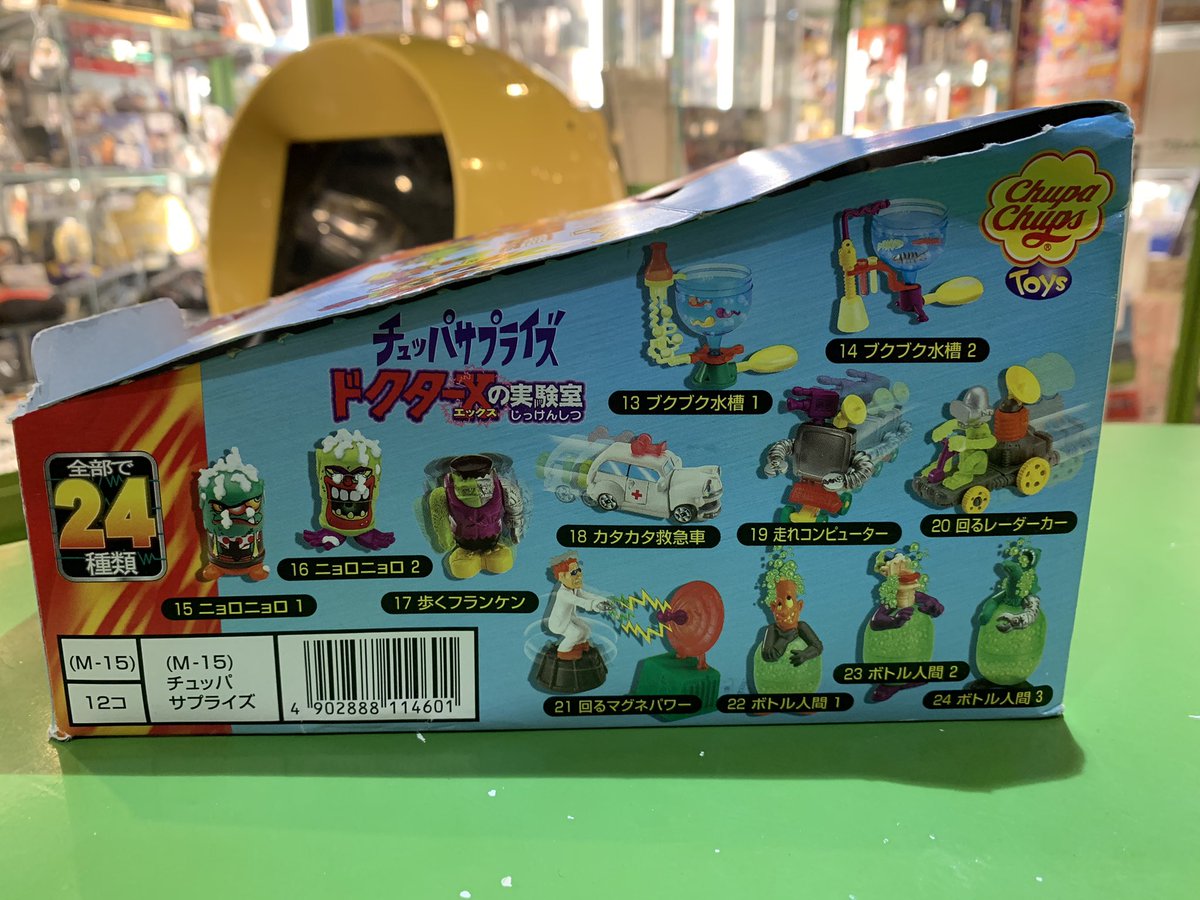 Chupa
Chups
Toys
チュッパサプライズ
ドクターXの実験室
エックス
じっけんしつ
13 ブクブク水槽 1
14 ブクブク水槽 2
全部で
24
種類
15 ニョロニョロ 1
16 ニョロニョロ 2
17 歩くフランケン
18 カタカタ救急車
19 走れコンピューター
20 回るレーダーカー
21 回るマグネパワー
22 ボトル人間 1
23 ボトル人間 2
24 ボトル人間 3
(M-15)
12コ
(M-15)
チュッパ
サプライズ
4 902888 114601